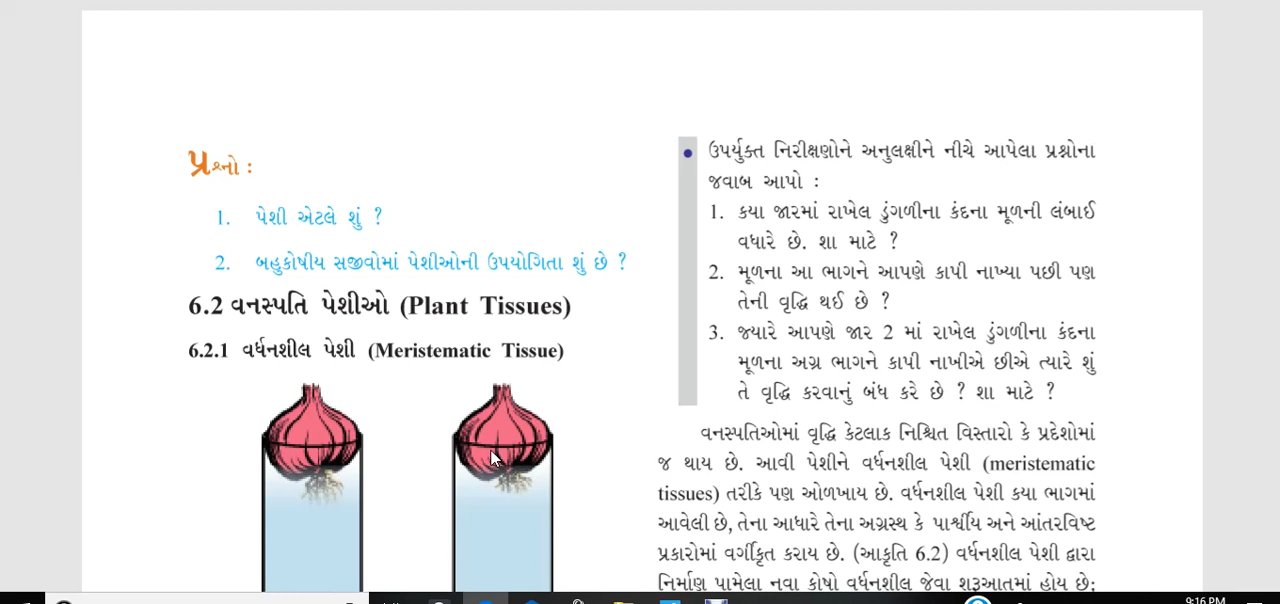 પ્રશ્નો :
1. પેશી એટલે શું ?
2. બહુકોષીય સજીવોમાં પેશીઓની ઉપયોગિતા શું છે ?
6.2 વનસ્પતિ પેશીઓ (Plant Tissues)
6.2.1 વર્ધનશીલ પેશી (Meristematic Tissue)
• ઉપર્યુક્ત નિરીક્ષણોને અનુલક્ષીને નીચે આપેલા પ્રશ્નોના
જવાબ આપો :
1. કયા જારમાં રાખેલ ડુંગળીના કંદના મૂળની લંબાઈ
વધારે છે. શા માટે ?
2. મૂળના આ ભાગને આપણે કાપી નાખ્યા પછી પણ
તેની વૃદ્ધિ થઈ છે ?
3. જ્યારે આપણે જાર 2 માં રાખેલ ડુંગળીના કંદના
મૂળના અગ્ર ભાગને કાપી નાખીએ છીએ ત્યારે શું
તે વૃદ્ધિ કરવાનું બંધ કરે છે ? શા માટે ?
વનસ્પતિઓમાં વૃદ્ધિ કેટલાક નિશ્ચિત વિસ્તારો કે પ્રદેશોમાં
જ થાય છે. આવી પેશીને વર્ધનશીલ પેશી (meristematic
tissues) તરીકે પણ ઓળખાય છે. વર્ધનશીલ પેશી કયા ભાગમાં
આવેલી છે, તેના આધારે તેના અગ્રસ્થ કે પાર્શ્વીય અને આંતરવિષ્ટ
પ્રકારોમાં વર્ગીકૃત કરાય છે. (આકૃતિ 6.2) વર્ધનશીલ પેશી દ્વારા
નિર્માણ પામેલા નવા કોષો વર્ધનશીલ જેવા શરૂઆતમાં હોય છે;
9:16 PM